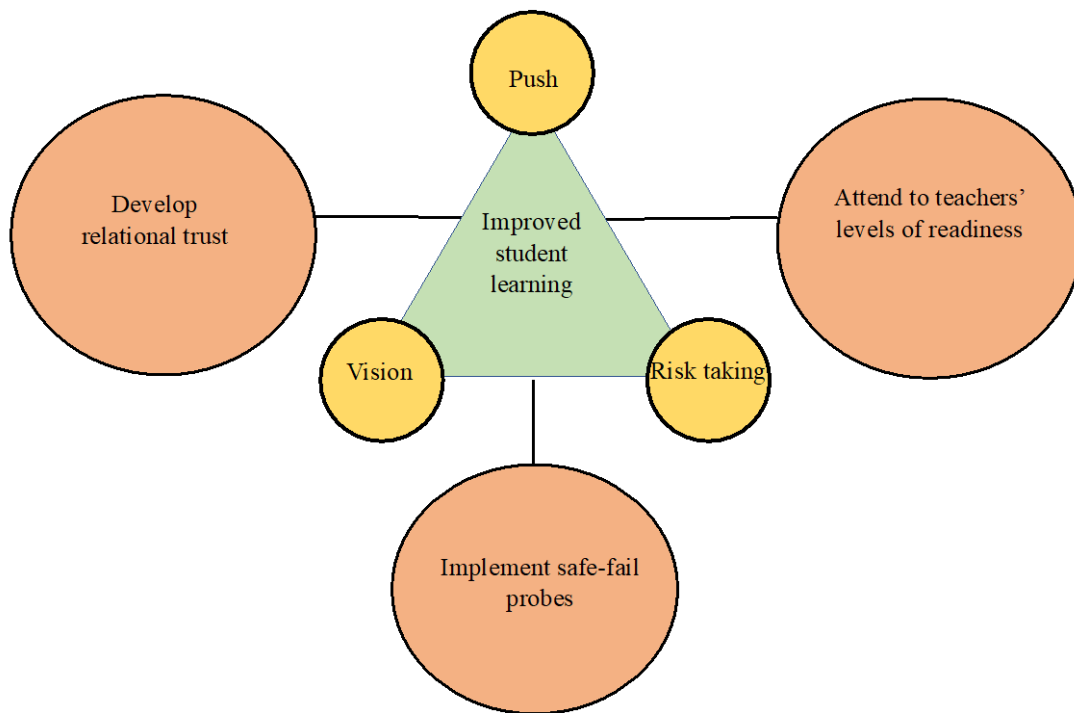 Push
Develop
relational trust
Improved
student
learning
Attend to teachers’
levels of readiness
Vision
Risk taking
Implement safe-fail
probes